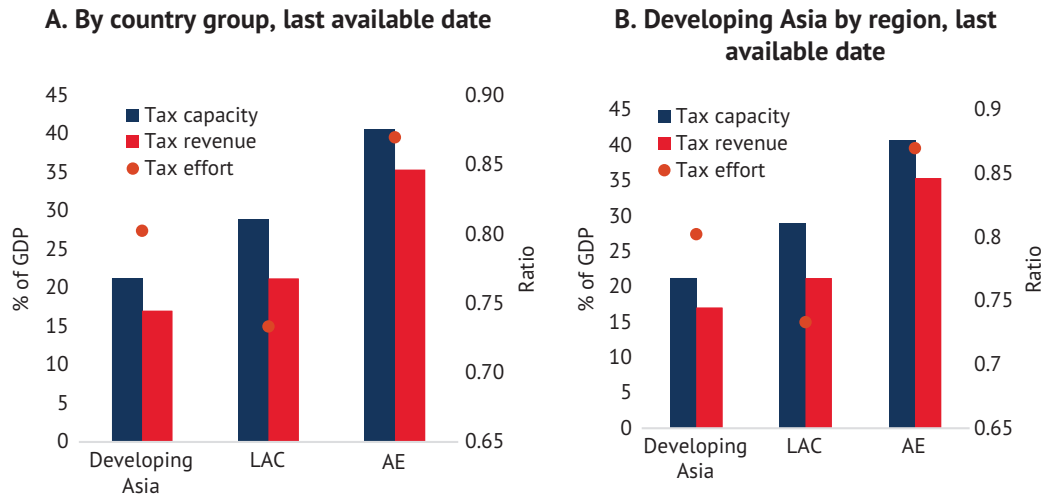 A. By country group, last available date
45
40
35
30
25
20
15
10
5
0
% of GDP
Tax capacity
Tax revenue
Tax effort
0.90
0.85
0.80
0.75
0.70
0.65
Ratio
Developing
Asia
LAC
AE
B. Developing Asia by region, last
available date
45
40
35
30
25
20
15
10
5
0
% of GDP
Tax capacity
Tax revenue
Tax effort
0.9
0.85
0.8
0.75
0.7
0.65
Ratio
Developing
Asia
LAC
AE